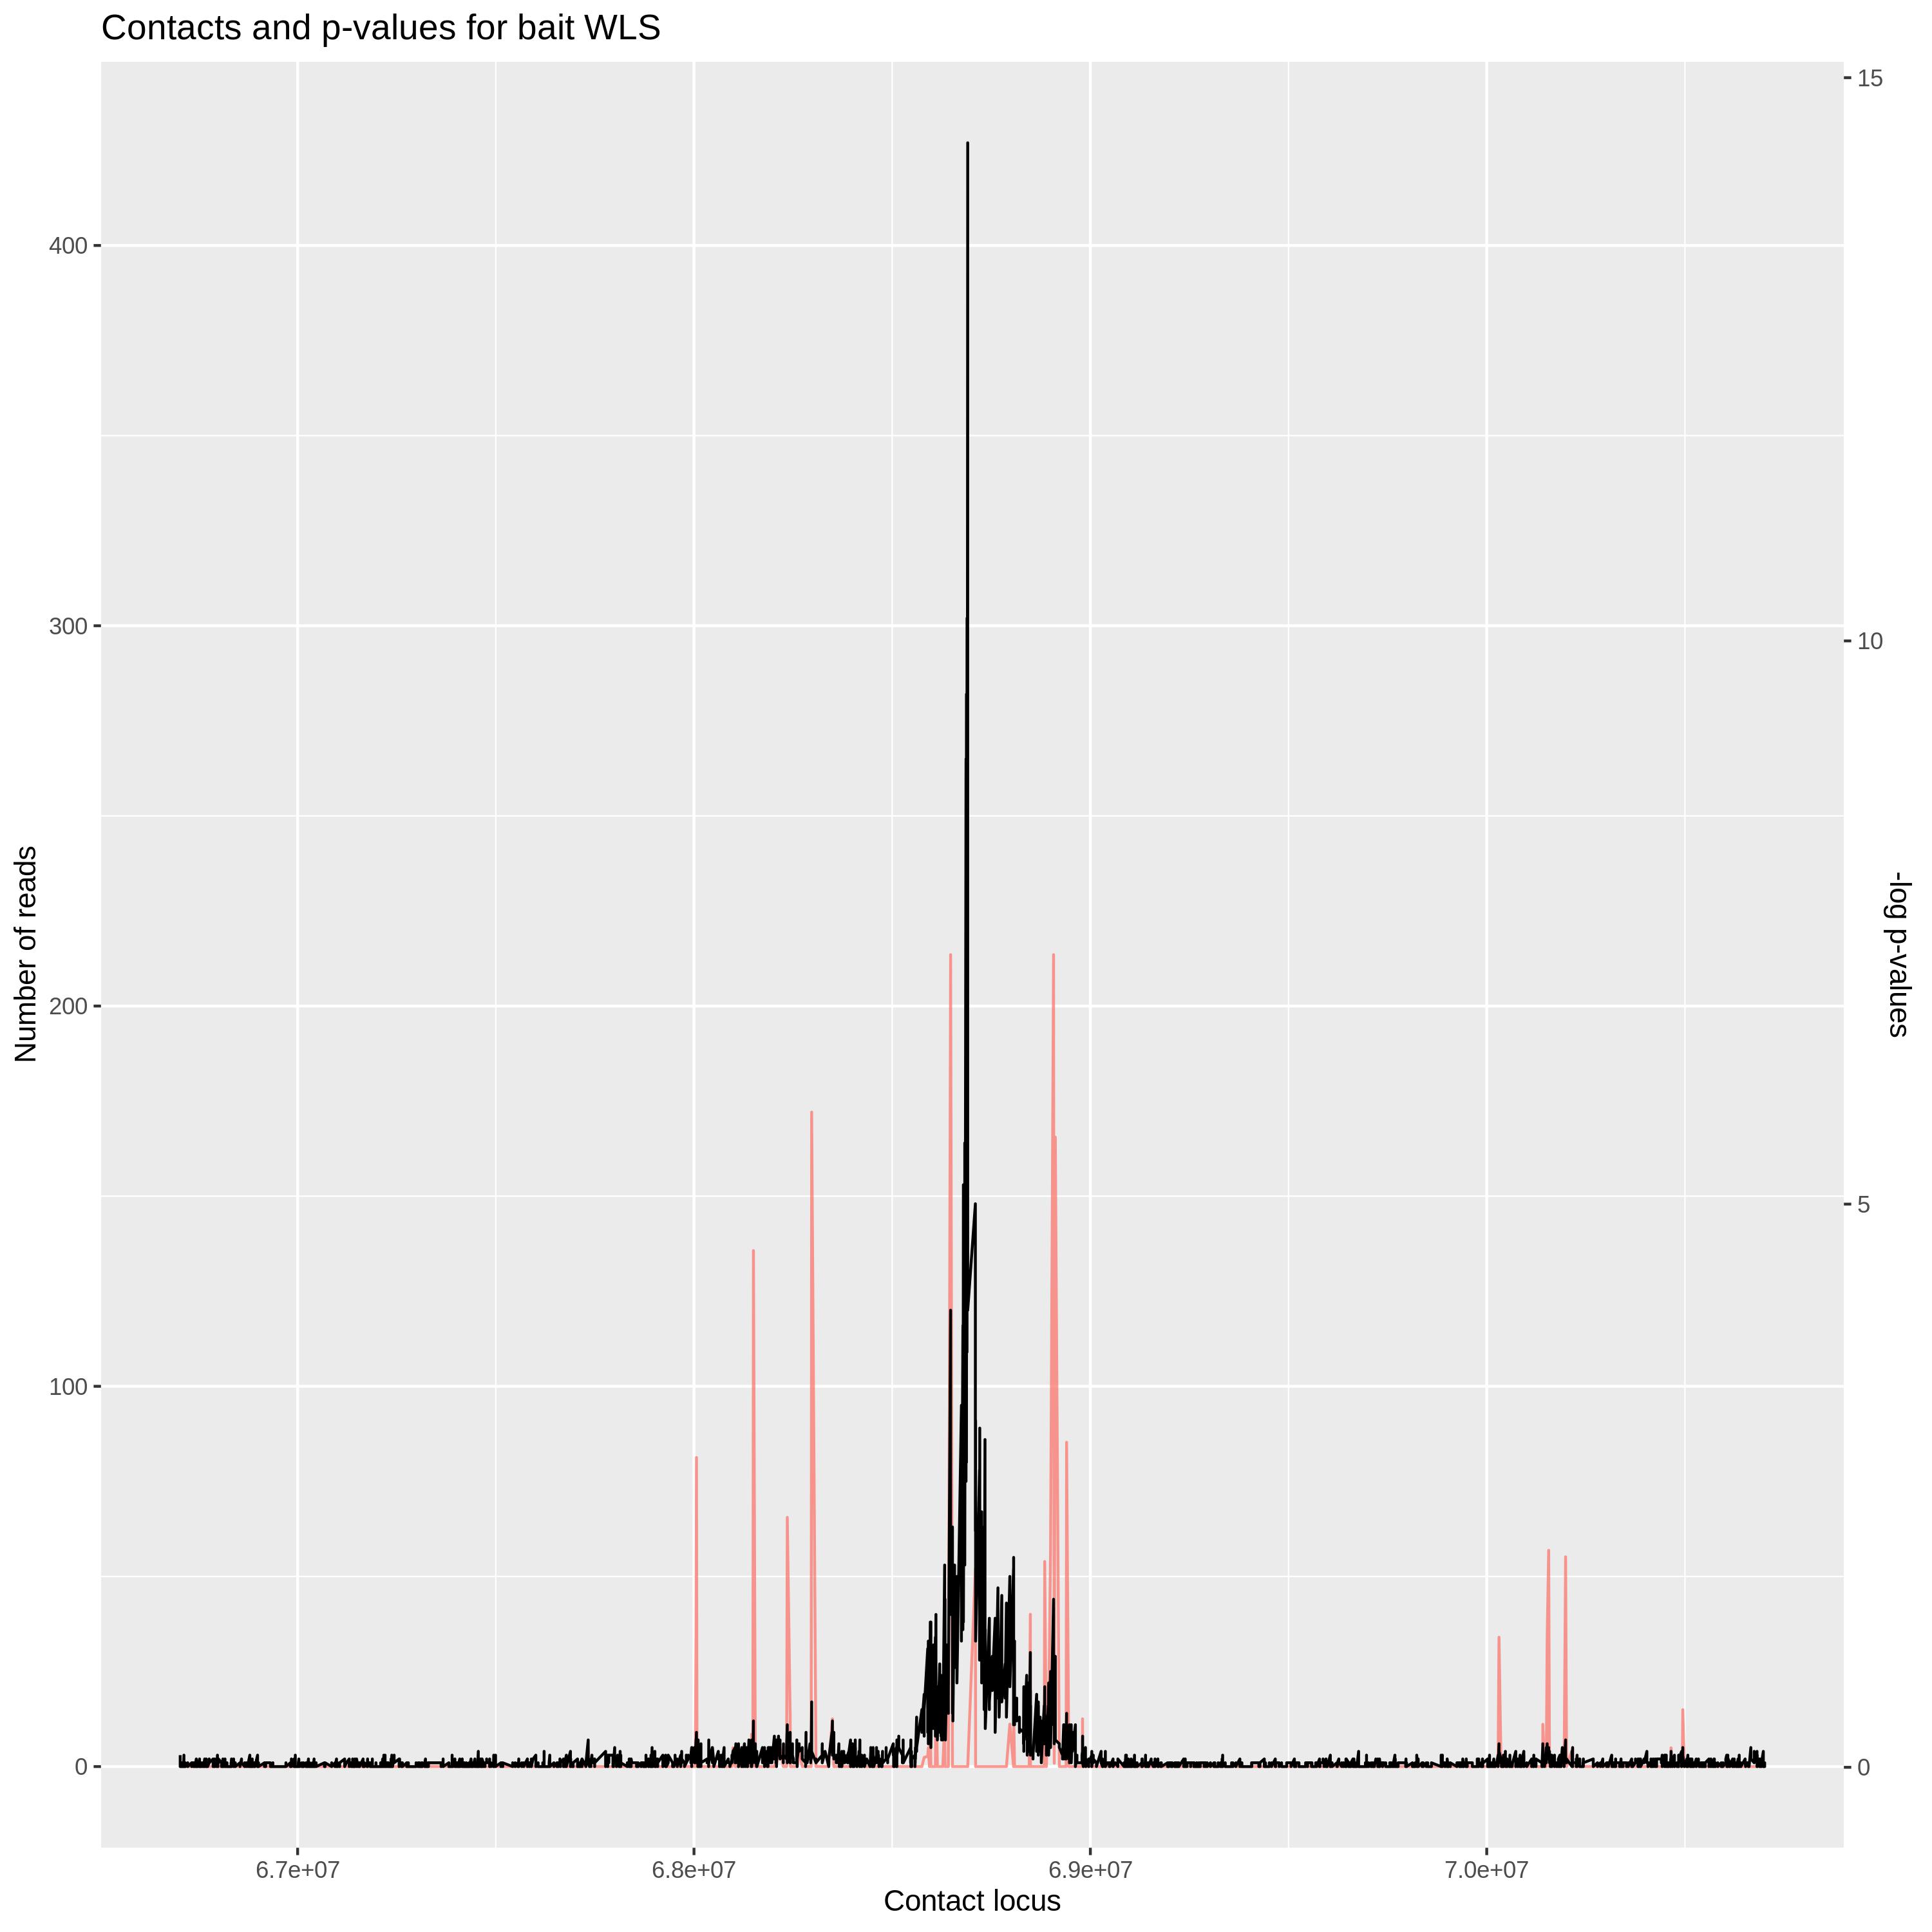 Contacts and p-values for bait WLS
15
400
300
10
Number of reads
-log p-values
200
5
100
0
0
6.7e+07
6.8e+07
6.9e+07
7.0e+07
Contact locus